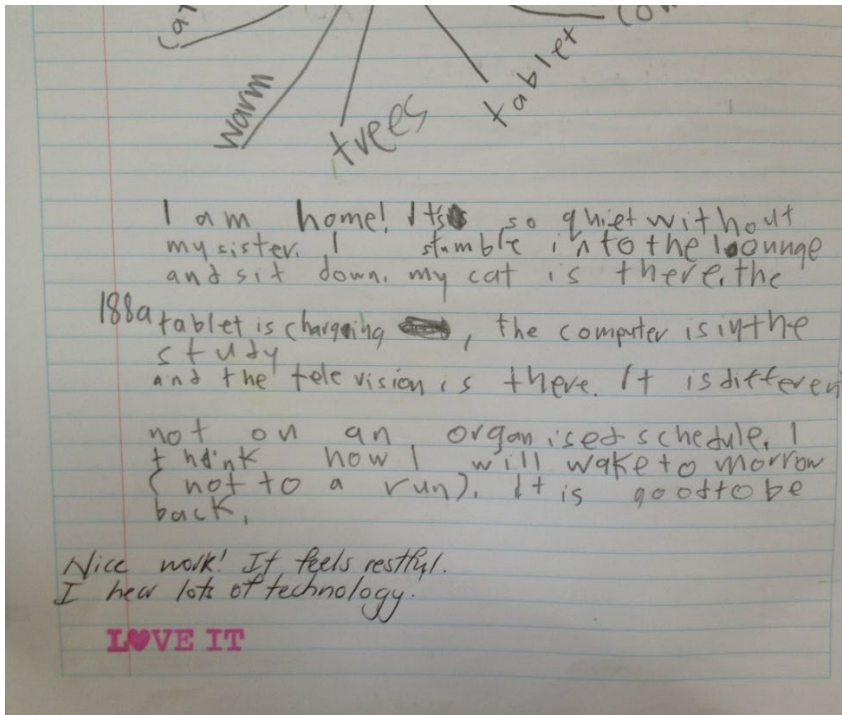 warm
trees
tablet
I am home! Its so quiet without
my sister. I stumble into the lounge
and sit down. my cat is there. the
188a tablet is charging , the computer is in the
study
and the television is there. It is differen
not on an organised schedule. I
think how I will wake tomorrow
(not to a run). It is good to be
back.
Nice work! It feels restful.
I hear lots of technology.
LOVE IT